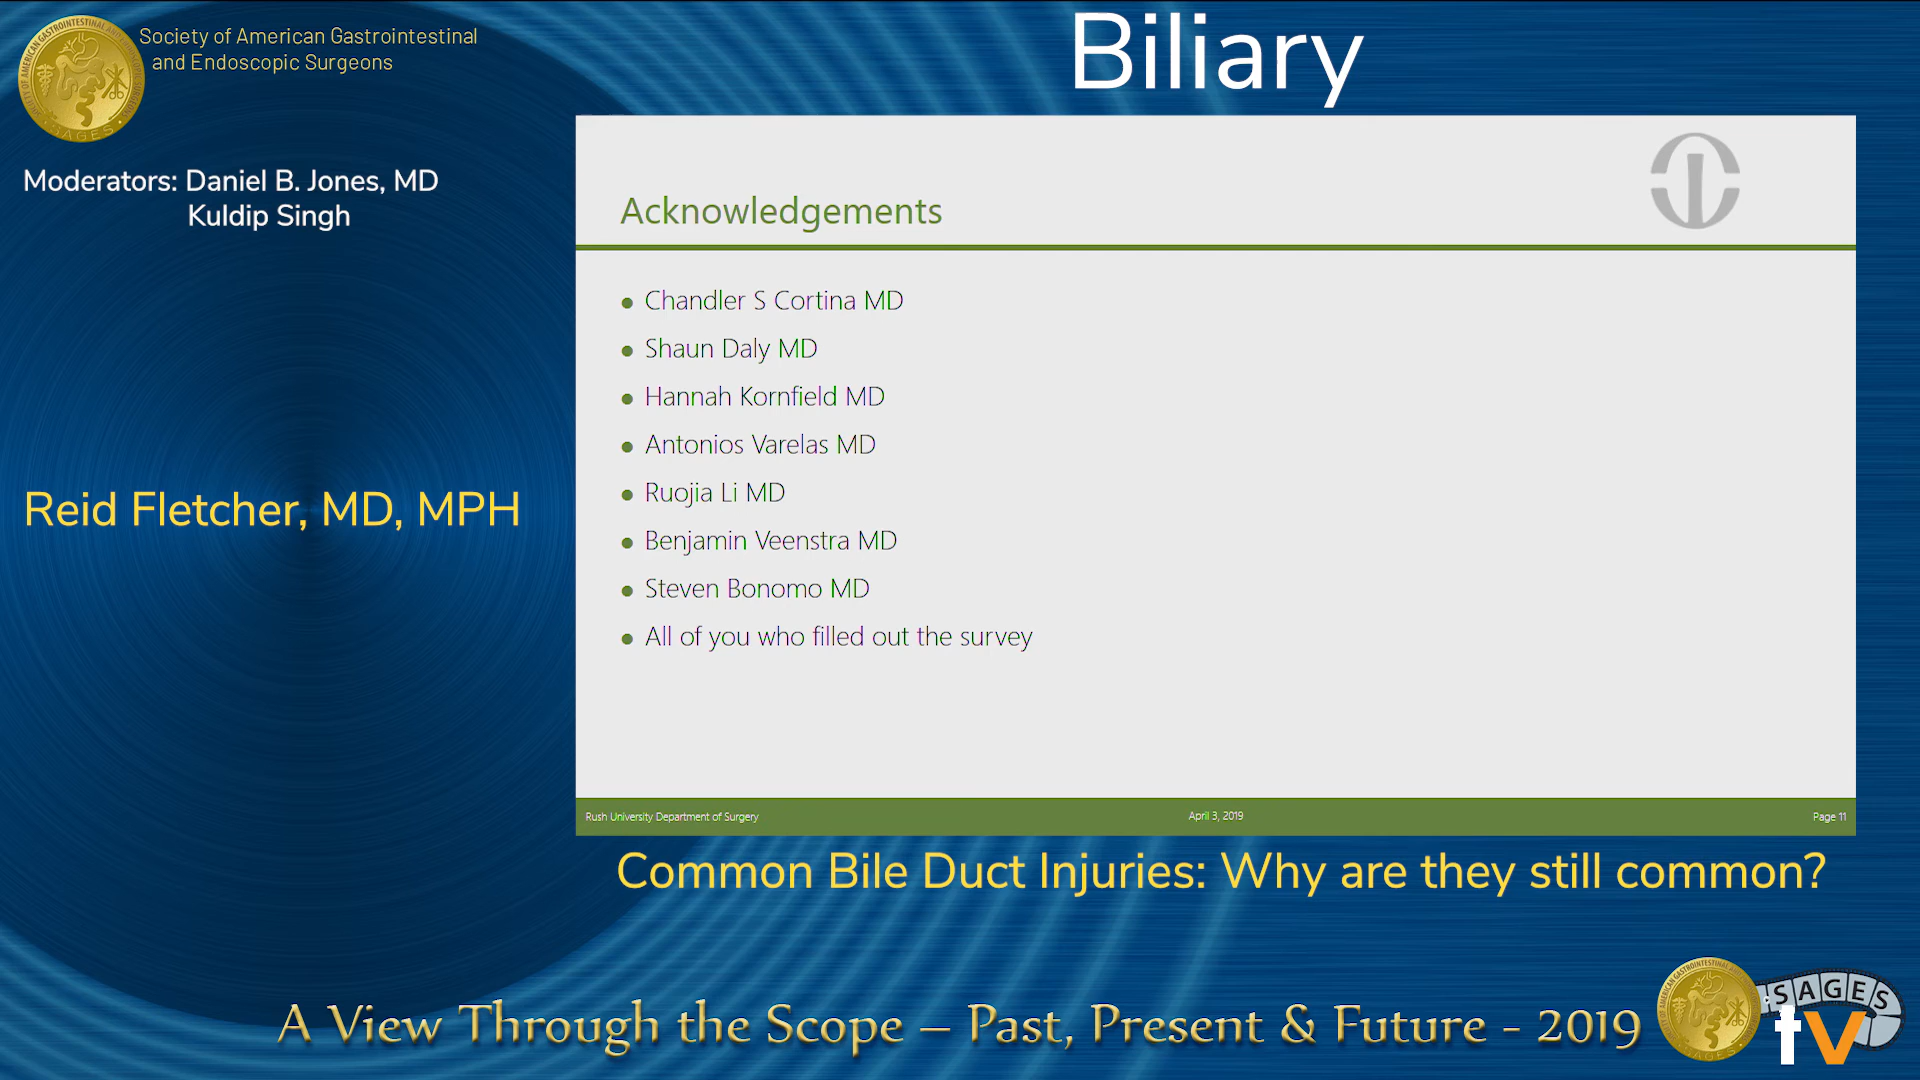 Society of American Gastrointestinal
and Endoscopic Surgeons
Biliary
Moderators: Daniel B. Jones, MD
Kuldip Singh
Reid Fletcher, MD, MPH
Acknowledgements
Chandler S Cortina MD
Shaun Daly MD
Hannah Kornfield MD
Antonios Varelas MD
Ruojia Li MD
Benjamin Veenstra MD
Steven Bonomo MD
All of you who filled out the survey
Rush University Department of Surgery
April 3, 2019
Page 11
Common Bile Duct Injuries: Why are they still common?
A View Through the Scope – Past, Present & Future - 2019
SAGES
tv